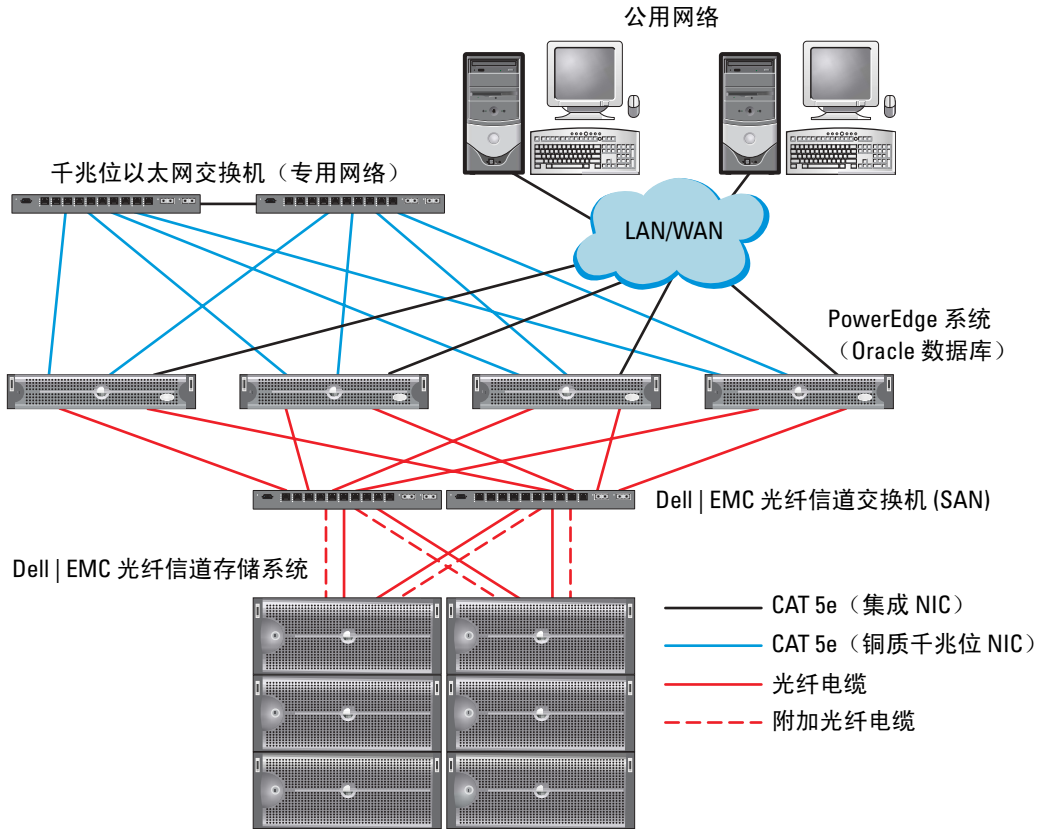 公用网络
千兆位以太网交换机（专用网络）
LAN/WAN
PowerEdge 系统
（Oracle 数据库）
Dell | EMC 光纤信道交换机 (SAN)
Dell | EMC 光纤信道存储系统
CAT 5e（集成 NIC）
CAT 5e（铜质千兆位 NIC）
光纤电缆
附加光纤电缆